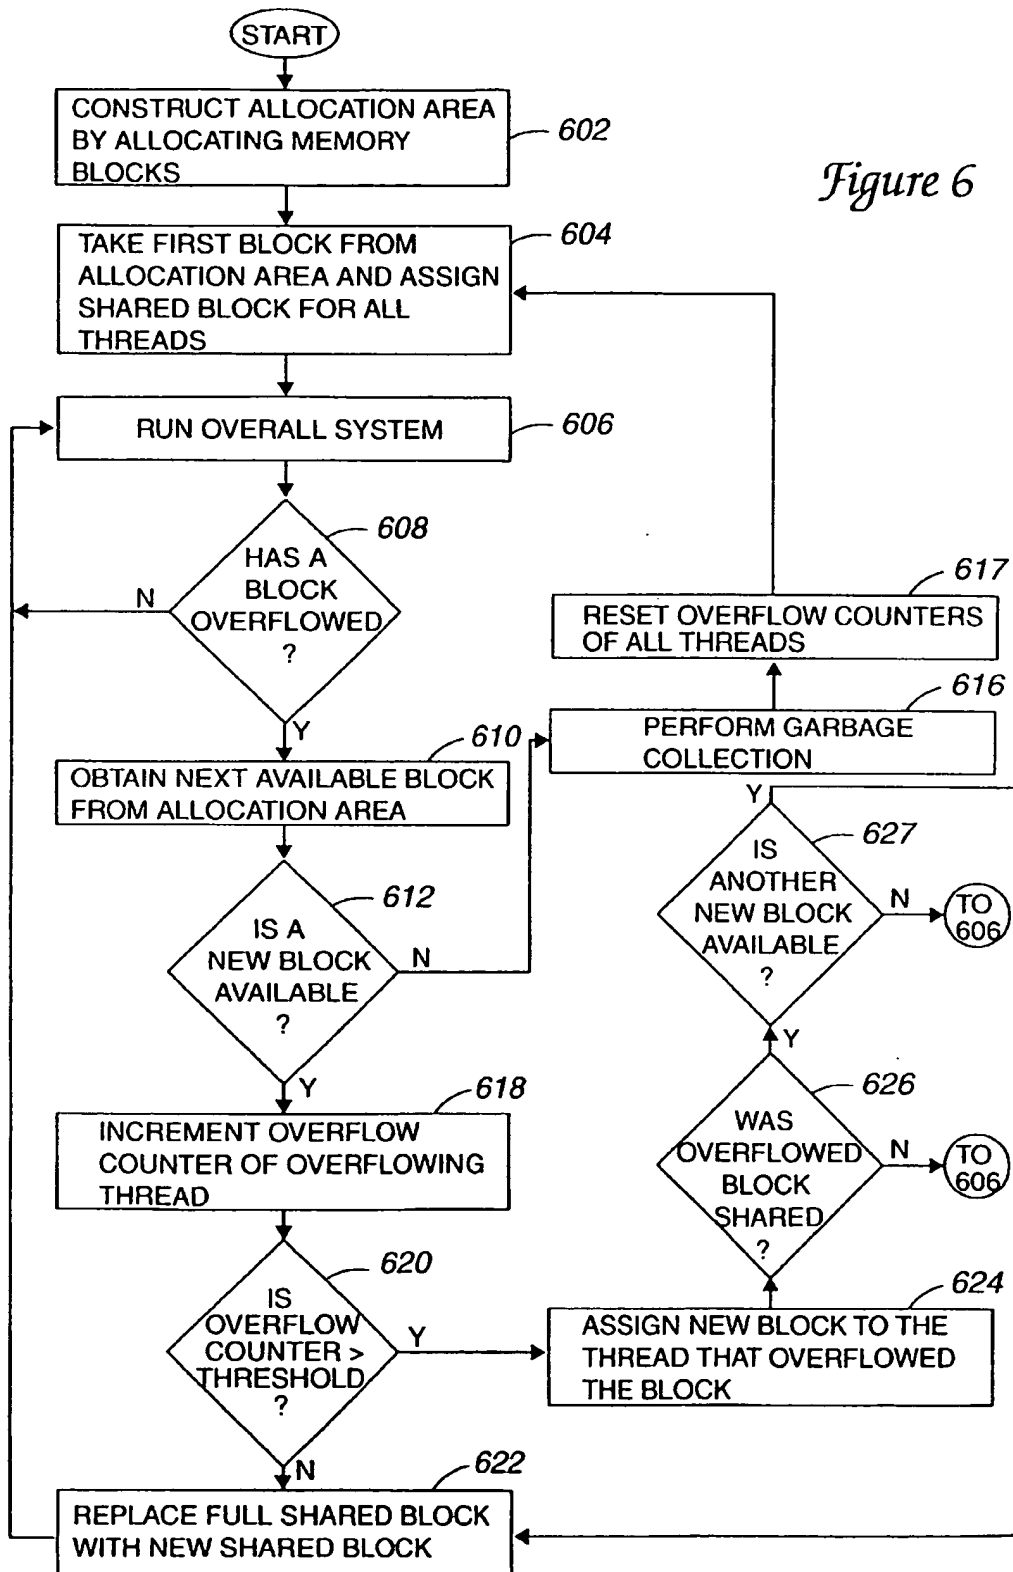 START
CONSTRUCT ALLOCATION AREA
BY ALLOCATING MEMORY
BLOCKS
602
Figure 6
TAKE FIRST BLOCK FROM
ALLOCATION AREA AND ASSIGN
SHARED BLOCK FOR ALL
THREADS
604
RUN OVERALL SYSTEM
606
HAS A
BLOCK
OVERFLOWED
?
608
N
Y
OBTAIN NEXT AVAILABLE BLOCK
FROM ALLOCATION AREA
610
IS A
NEW BLOCK
AVAILABLE
?
612
N
Y
RESET OVERFLOW COUNTERS
OF ALL THREADS
617
PERFORM GARBAGE
COLLECTION
616
Y
IS
ANOTHER
NEW BLOCK
AVAILABLE
?
627
N
TO
606
Y
WAS
OVERFLOWED
BLOCK
SHARED
?
626
N
TO
606
INCREMENT OVERFLOW
COUNTER OF OVERFLOWING
THREAD
618
IS
OVERFLOW
COUNTER >
THRESHOLD
?
620
Y
N
ASSIGN NEW BLOCK TO THE
THREAD THAT OVERFLOWED
THE BLOCK
624
REPLACE FULL SHARED BLOCK
WITH NEW SHARED BLOCK
622